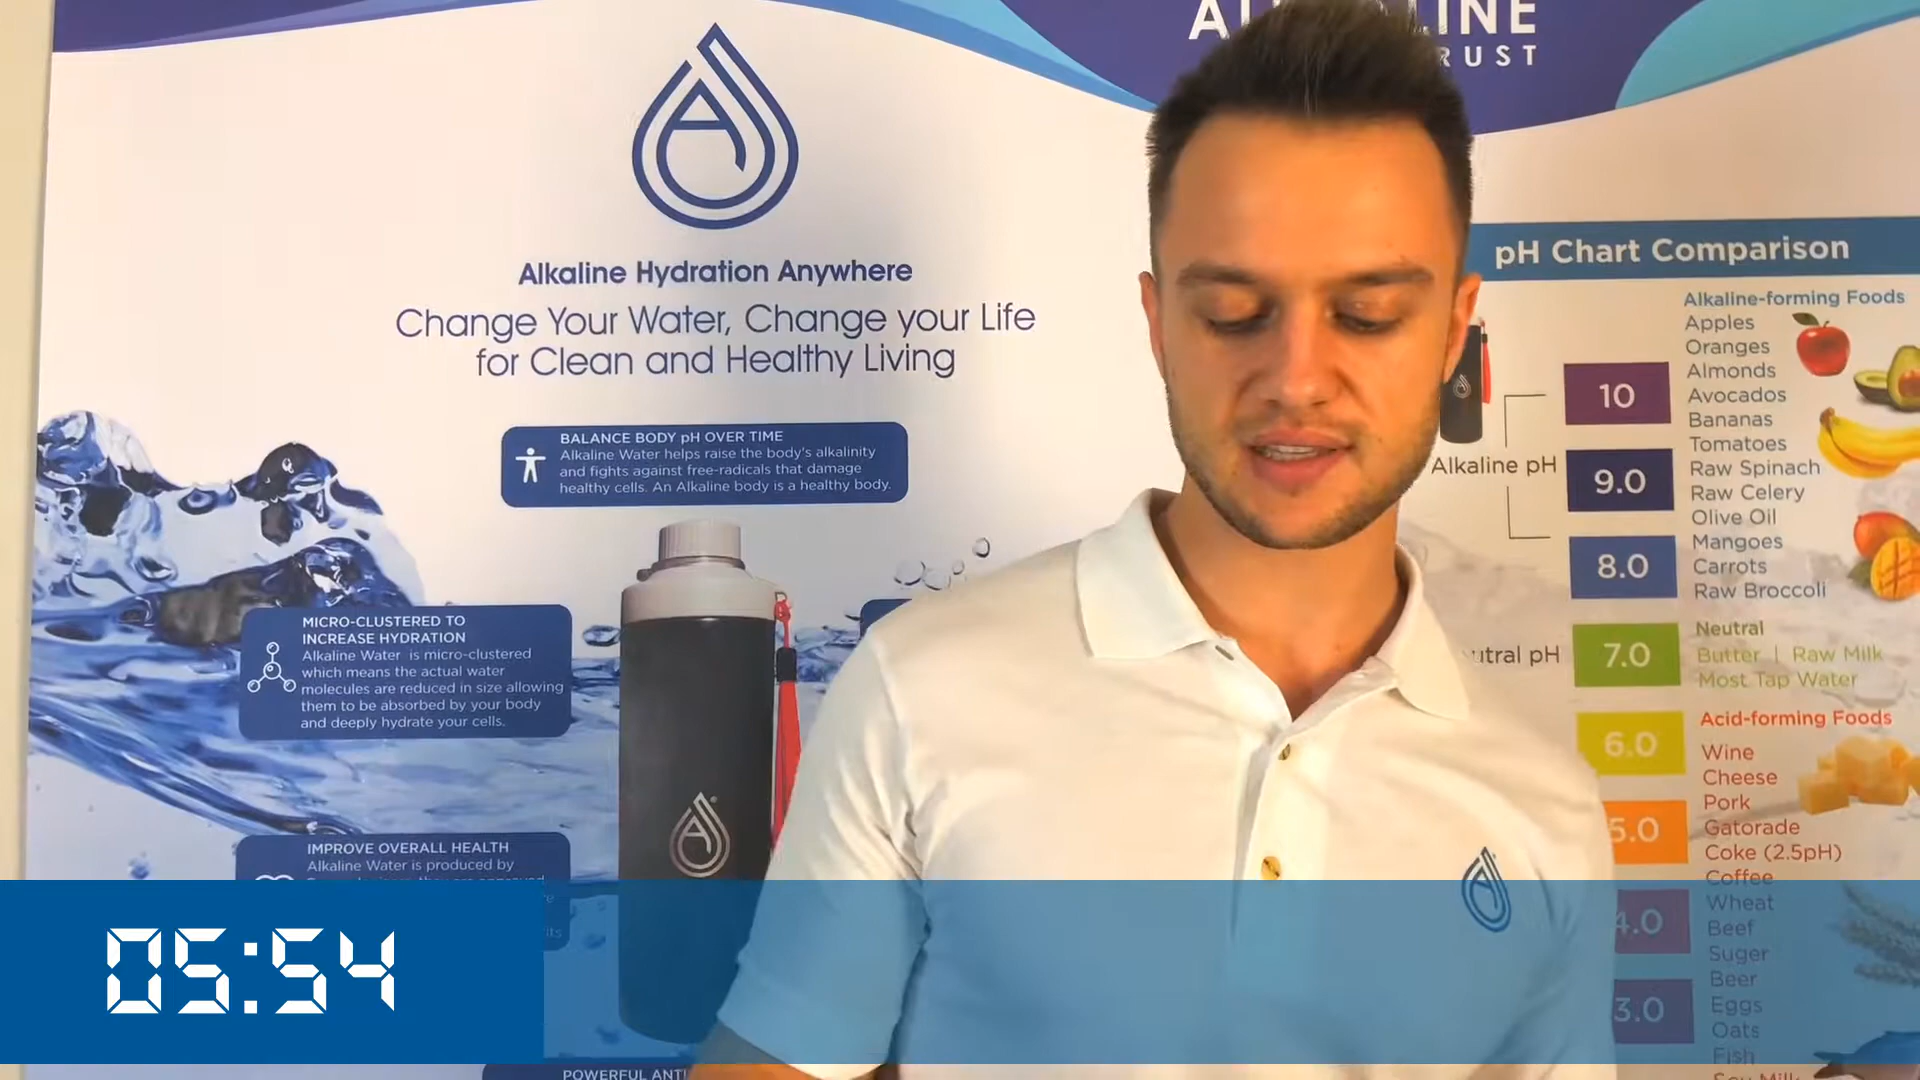 RUST
Alkaline Hydration Anywhere
Change Your Water, Change your Life
for Clean and Healthy Living
BALANCE BODY pH OVER TIME
Alkaline Water helps raise the body's alkalinity
and fights against free-radicals that damage
healthy cells. An Alkaline body is a healthy body.
MICRO-CLUSTERED TO
INCREASE HYDRATION
Alkaline Water is micro-clustered
which means the actual water
molecules are reduced in size allowing
them to be absorbed by your body
and deeply hydrate your cells.
IMPROVE OVERALL HEALTH
Alkaline Water is produced by
POWERFUL ANTI
pH Chart Comparison
Alkaline-forming Foods
Apples
Oranges
Almonds
Avocados
Bananas
Tomatoes
Raw Spinach
Raw Celery
Olive Oil
Mangoes
Carrots
Raw Broccoli
10
Alkaline pH
9.0
8.0
utral pH
7.0
Neutral
Butter | Raw Milk
Most Tap Water
6.0
5.0
4.0
3.0
Acid-forming Foods
Wine
Cheese
Pork
Gatorade
Coke (2.5pH)
Coffee
Wheat
Beef
Suger
Beer
Eggs
Oats
Fish
Soy Milk
05:54